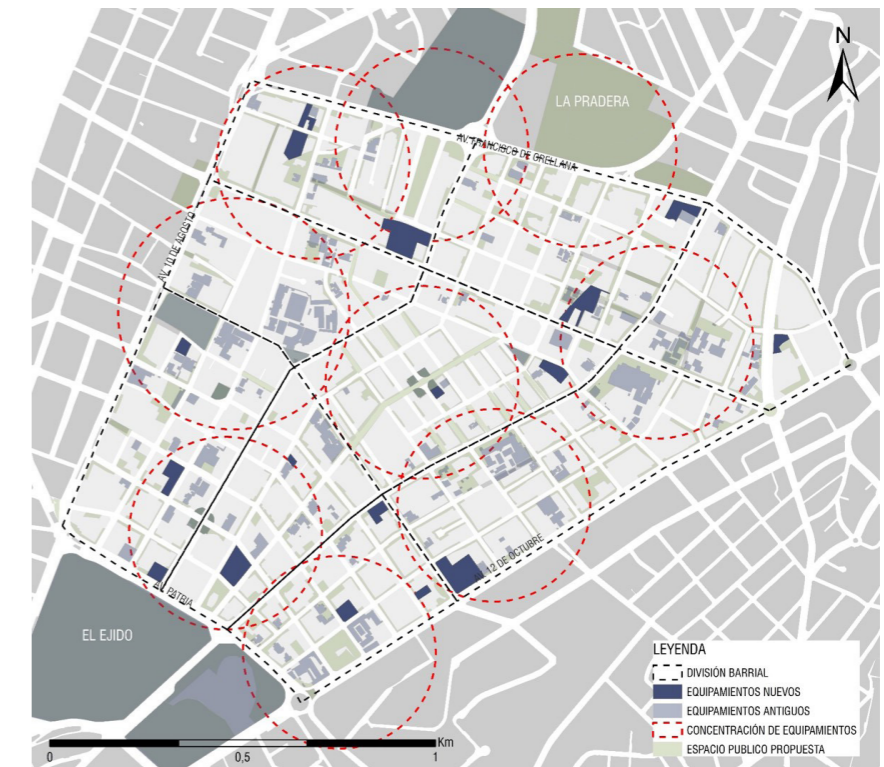 N
LA PRADERA
AV. FRANCISCO DE ORELLANA
AV. 10 DE AGOSTO
AV. 12 DE OCTUBRE
AV. PATRIA
EL EJIDO
LEYENDA
DIVISIÓN BARRIAL
EQUIPAMIENTOS NUEVOS
EQUIPAMIENTOS ANTIGUOS
CONCENTRACIÓN DE EQUIPAMIENTOS
ESPACIO PUBLICO PROPUESTA
Km
0 0,5 1